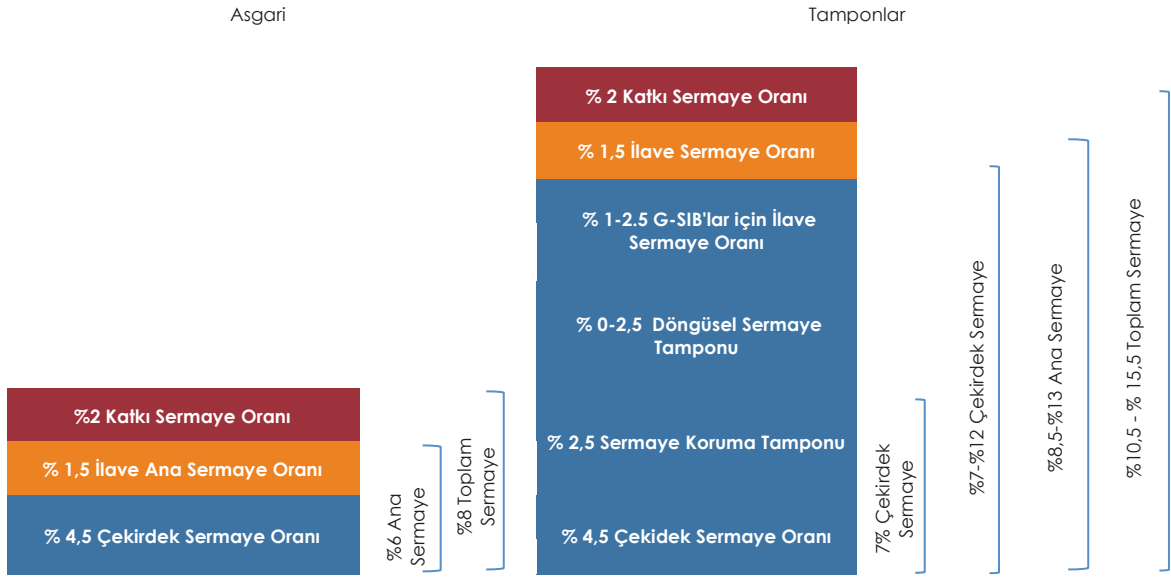 Asgari
%2 Katkı Sermaye Oranı
% 1,5 İlave Ana Sermaye Oranı
% 4,5 Çekirdek Sermaye Oranı
%6 Ana
Sermaye
%8 Toplam
Sermaye
Tamponlar
% 2 Katkı Sermaye Oranı
% 1,5 İlave Sermaye Oranı
% 1-2.5 G-SIB'lar için İlave
Sermaye Oranı
% 0-2,5 Döngüsel Sermaye
Tamponu
% 2,5 Sermaye Koruma Tamponu
% 4,5 Çekidek Sermaye Oranı
7% Çekirdek
Sermaye
%7-%12 Çekirdek Sermaye
%8,5-%13 Ana Sermaye
%10,5 - % 15,5 Toplam Sermaye